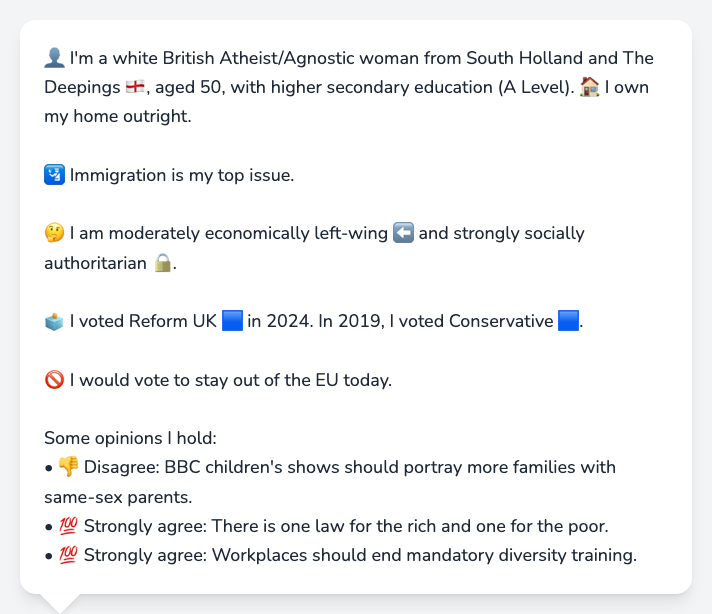 👤 I'm a white British Atheist/Agnostic woman from South Holland and The
Deepings 🏴󠁧󠁢󠁥󠁮󠁧󠁿, aged 50, with higher secondary education (A Level). 🏠 I own
my home outright.
🛂 Immigration is my top issue.
🤔 I am moderately economically left-wing ⬅️ and strongly socially
authoritarian 🔒.
🗳️ I voted Reform UK 🟦 in 2024. In 2019, I voted Conservative 🟦.
🚫 I would vote to stay out of the EU today.
Some opinions I hold:
• 👎 Disagree: BBC children's shows should portray more families with
same-sex parents.
• 💯 Strongly agree: There is one law for the rich and one for the poor.
• 💯 Strongly agree: Workplaces should end mandatory diversity training.